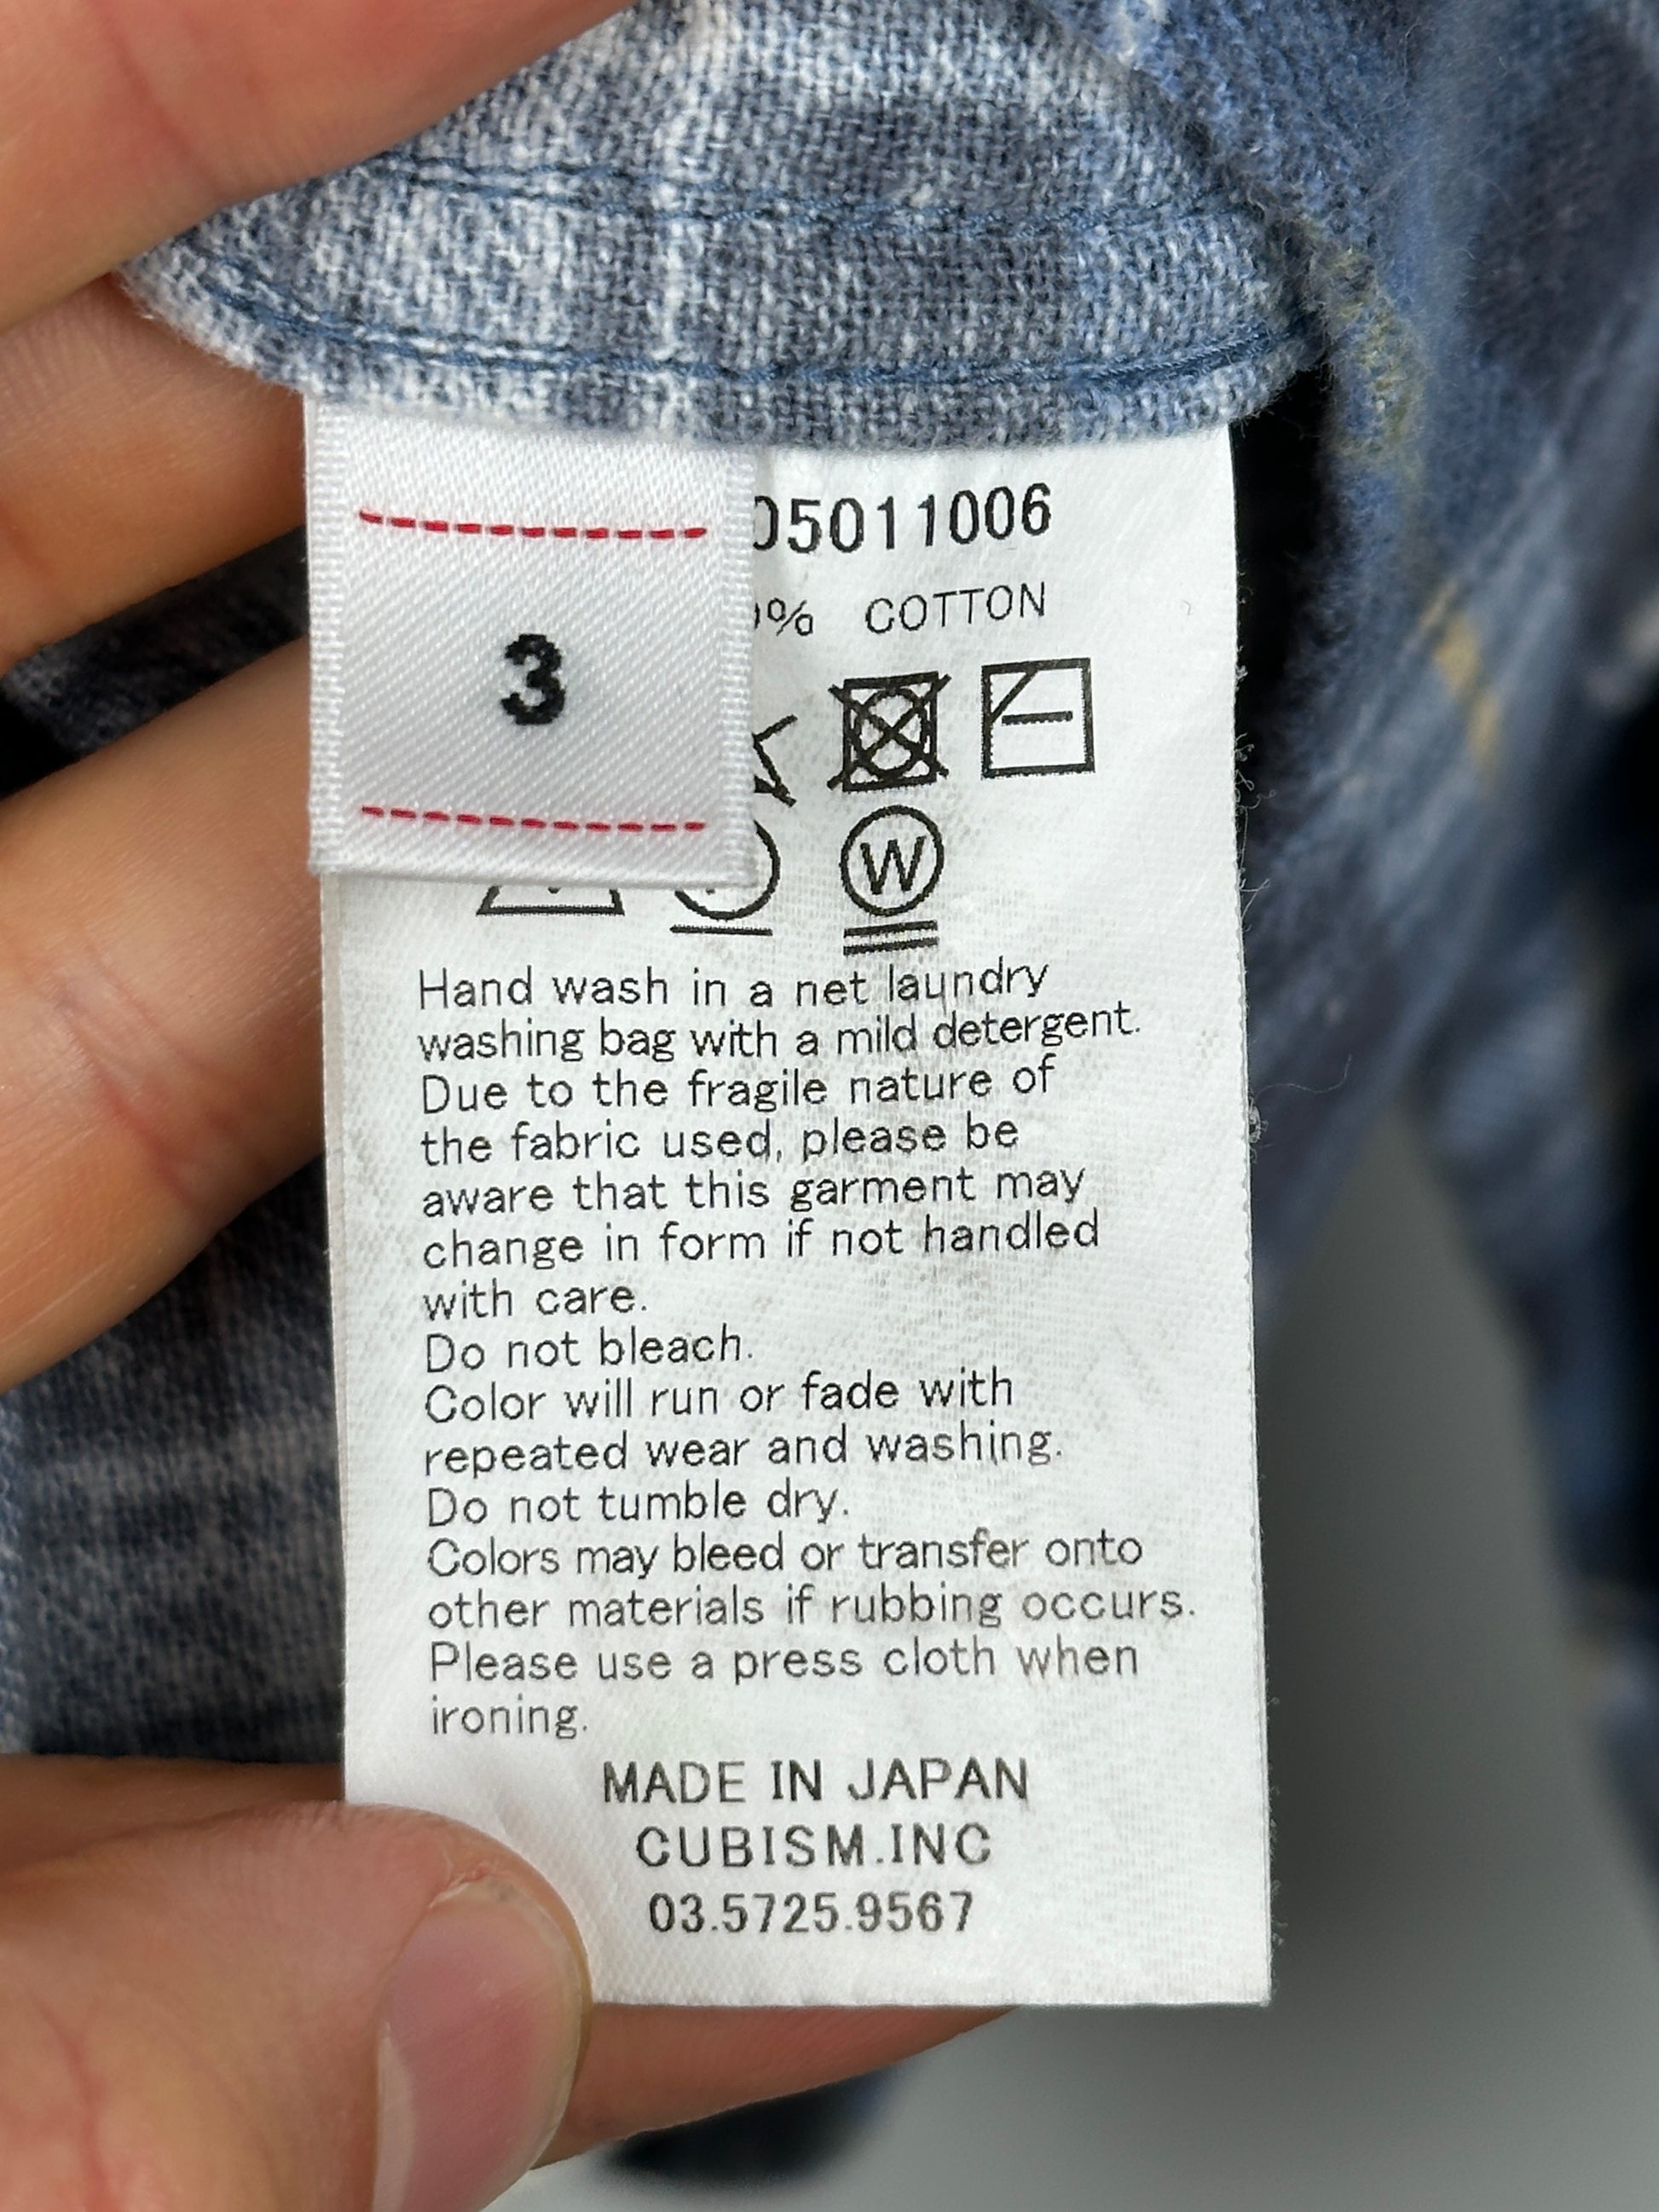 3
05011006
% COTTON
W
Hand wash in a net laundry
washing bag with a mild detergent.
Due to the fragile nature of
the fabric used, please be
aware that this garment may
change in form if not handled
with care.
Do not bleach.
Color will run or fade with
repeated wear and washing.
Do not tumble dry.
Colors may bleed or transfer onto
other materials if rubbing occurs.
Please use a press cloth when
ironing.
MADE IN JAPAN
CUBISM.INC
03.5725.9567